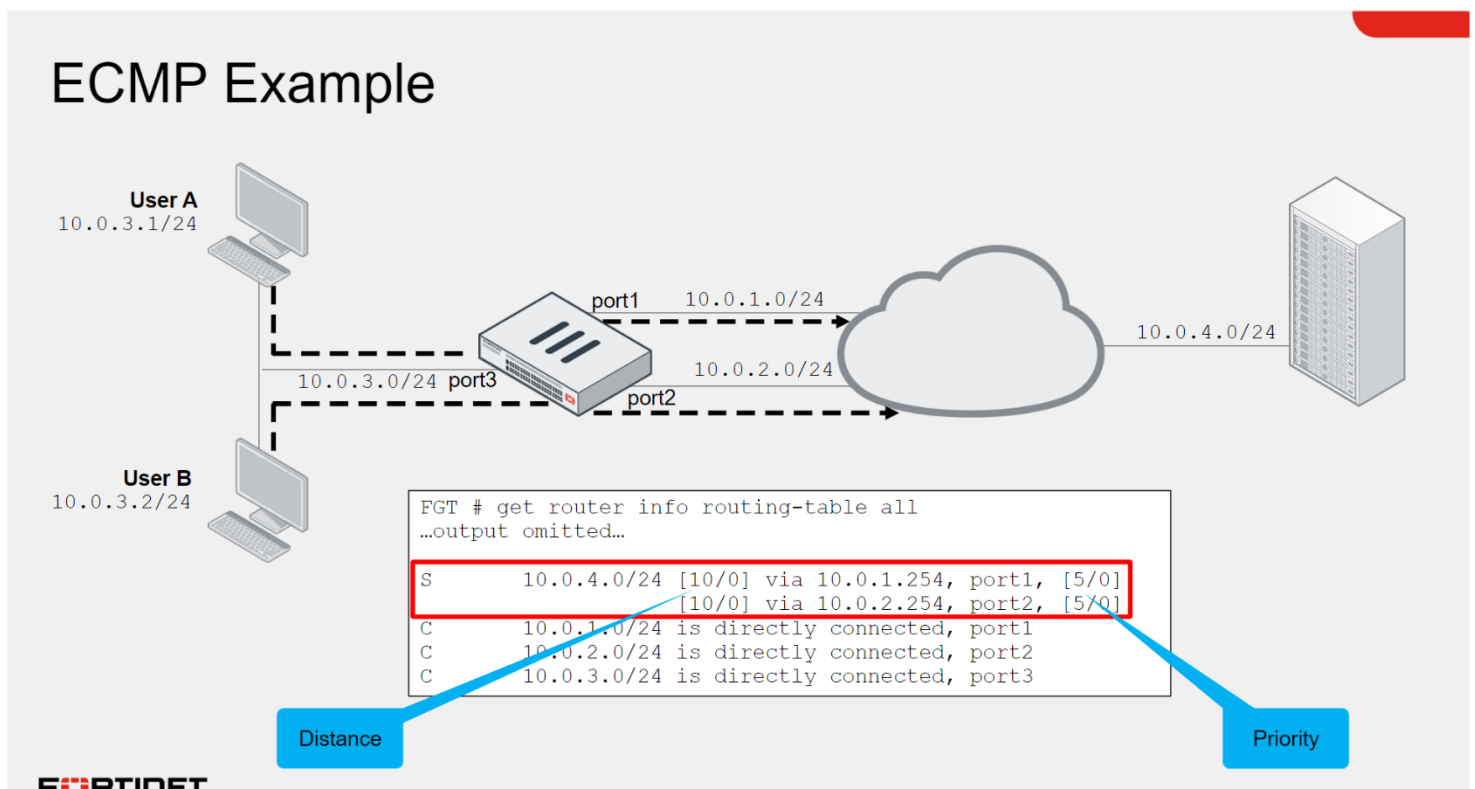 ECMP Example
User A
10.0.3.1/24
port1 10.0.1.0/24
10.0.4.0/24
10.0.2.0/24
10.0.3.0/24 port3
port2
User B
10.0.3.2/24
FGT # get router info routing-table all
…output omitted…
S 10.0.4.0/24 [10/0] via 10.0.1.254, port1, [5/0]
[10/0] via 10.0.2.254, port2, [5/0]
C 10.0.1.0/24 is directly connected, port1
C 10.0.2.0/24 is directly connected, port2
C 10.0.3.0/24 is directly connected, port3
Distance
Priority
FORTINET